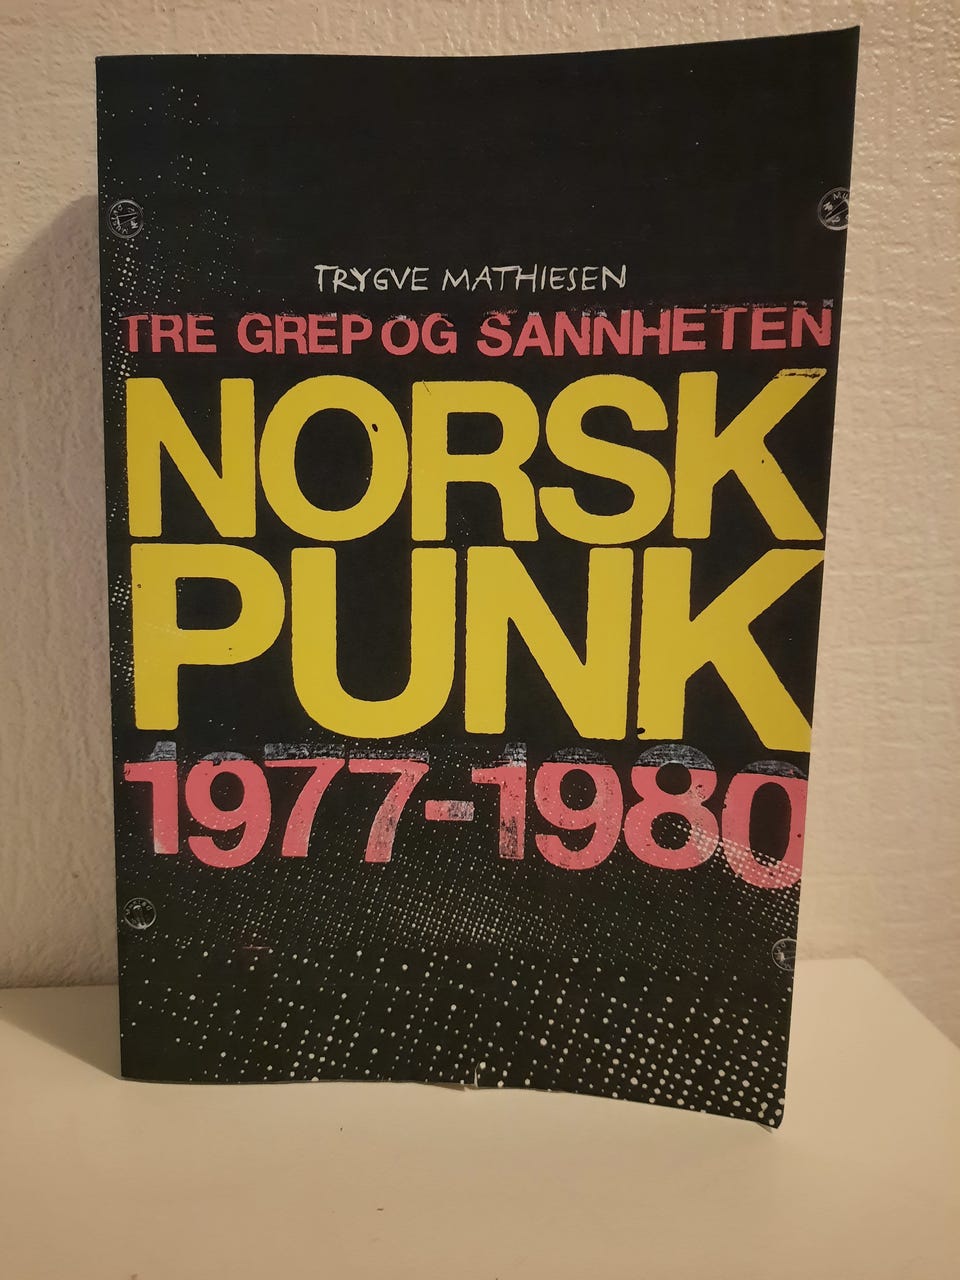 TRYGVE MATHIESEN
TRE GREP OG SANNHETEN
NORSK
PUNK
1977-1980